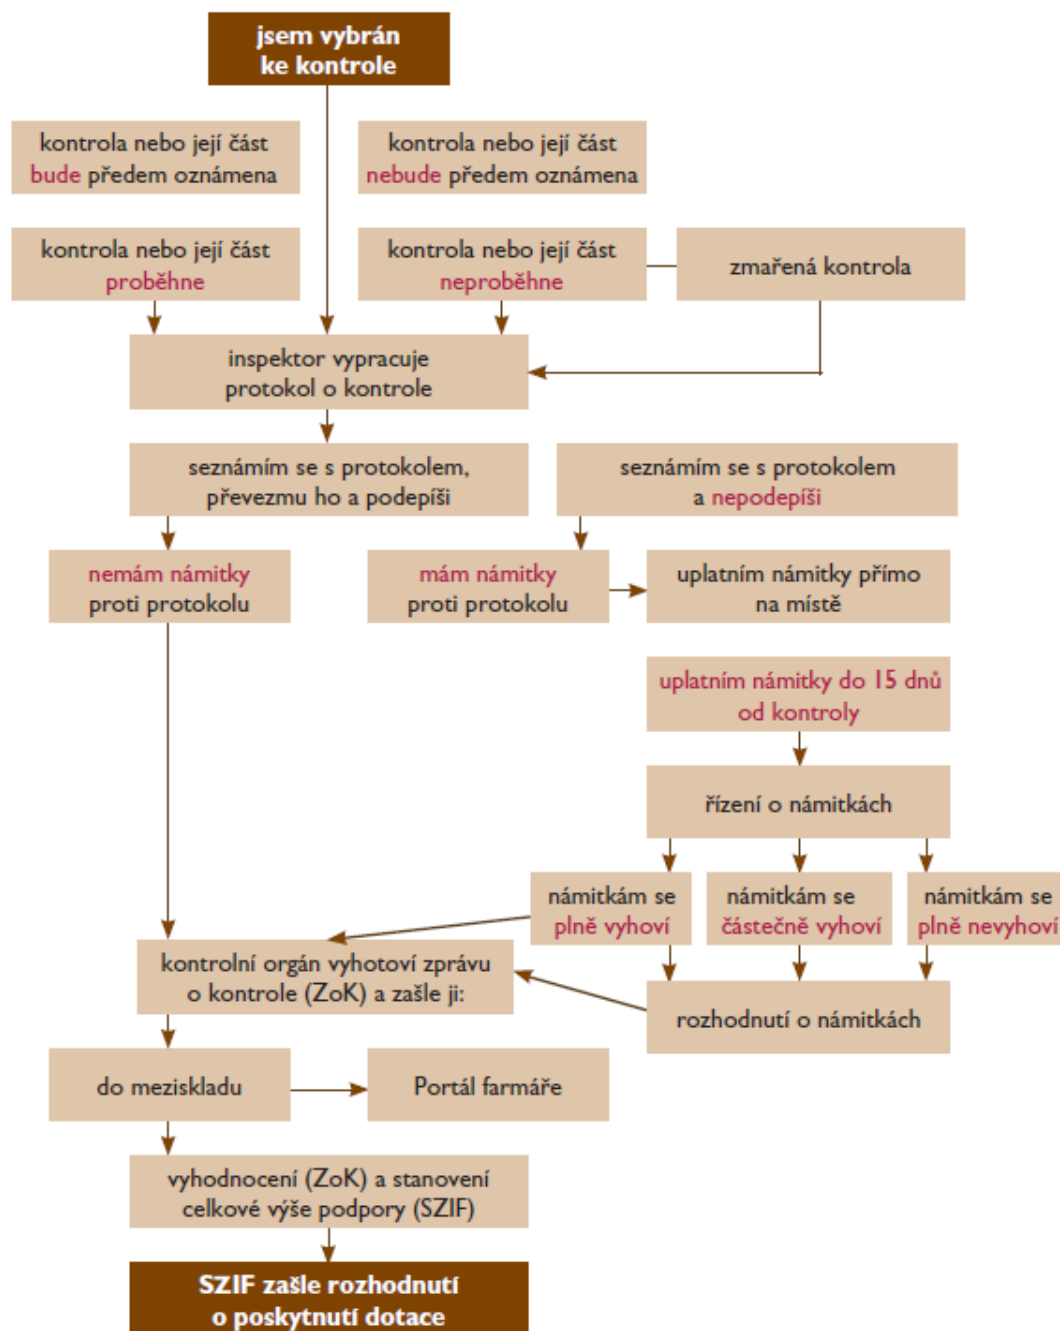 jsem vybrán
ke kontrole
kontrola nebo její část
bude předem oznámena
kontrola nebo její část
nebude předem oznámena
kontrola nebo její část
proběhne
kontrola nebo její část
neproběhne
zmařená kontrola
inspektor vypracuje
protokol o kontrole
seznámím se s protokolem,
převezmu ho a podepíši
seznámím se s protokolem
a nepodepíši
nemám námitky
proti protokolu
mám námitky
proti protokolu
uplatním námitky přímo
na místě
uplatním námitky do 15 dnů
od kontroly
řízení o námitkách
námitkám se
plně vyhoví
námitkám se
částečně vyhoví
námitkám se
plně nevyhoví
kontrolní orgán vyhotoví zprávu
o kontrole (ZoK) a zašle ji:
rozhodnutí o námitkách
do meziskladu
Portál farmáře
vyhodnocení (ZoK) a stanovení
celkové výše podpory (SZIF)
SZIF zašle rozhodnutí
o poskytnutí dotace